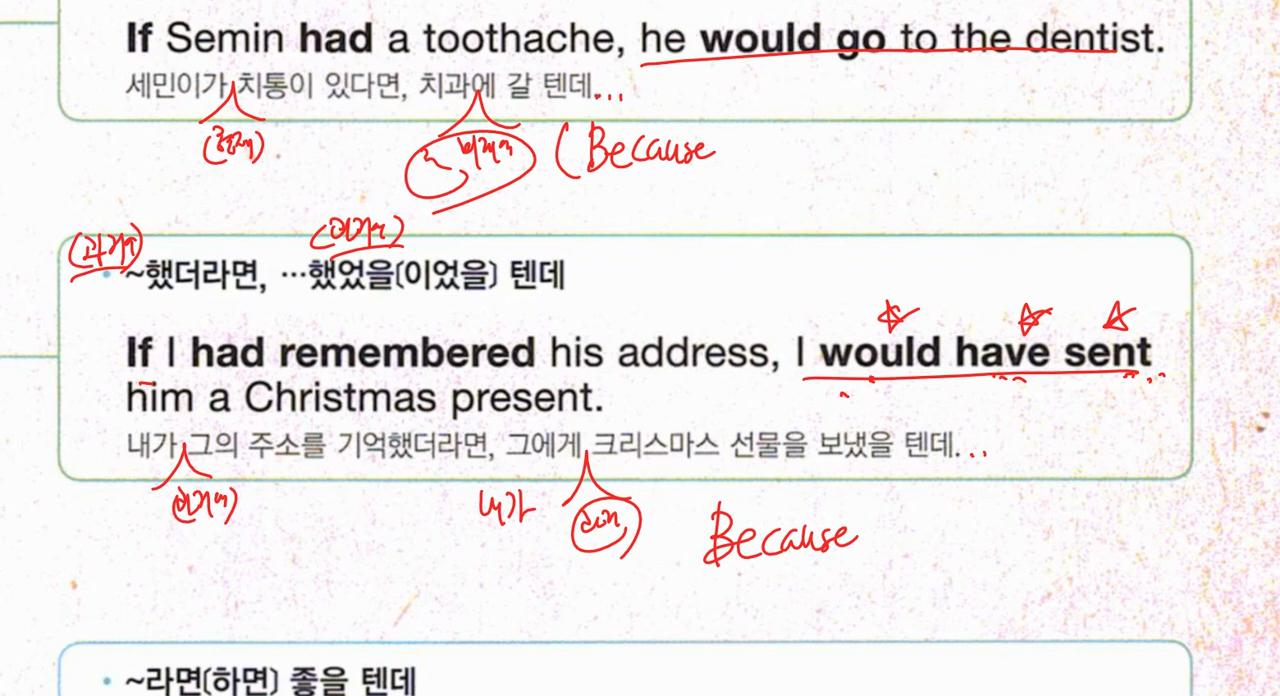 If Semin had a toothache, he would go to the dentist.
세민이가 치통이 있다면, 치과에 갈 텐데...
(현재)
(Because
(과거)
~했더라면, …했었을(이었을) 텐데
If I had remembered his address, I would have sent
him a Christmas present.
내가 그의 주소를 기억했더라면, 그에게 크리스마스 선물을 보냈을 텐데...
내가
Because
~라면(하면) 좋을 텐데